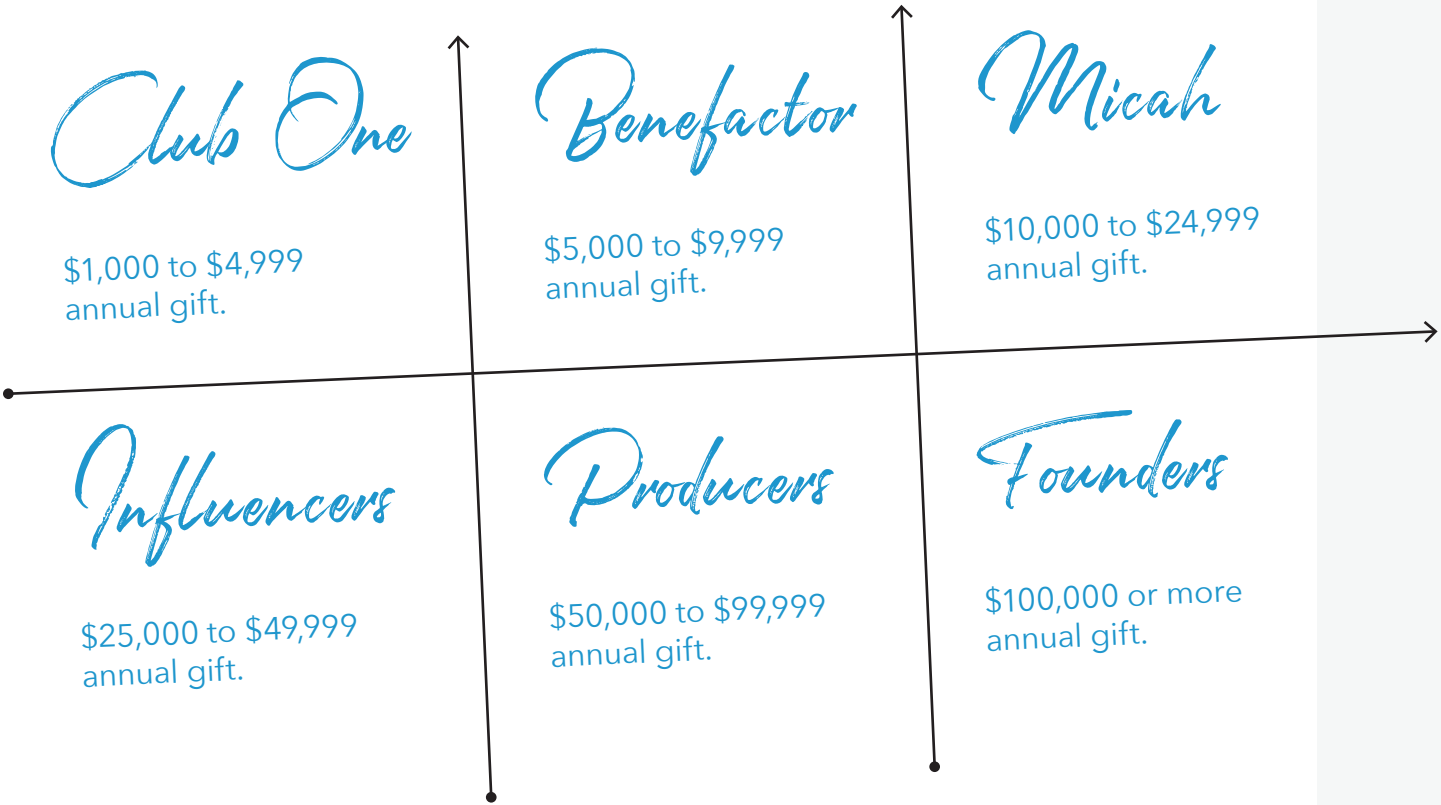 Club One
$1,000 to $4,999
annual gift.
Benefactor
$5,000 to $9,999
annual gift.
Micah
$10,000 to $24,999
annual gift.
Influencers
$25,000 to $49,999
annual gift.
Producers
$50,000 to $99,999
annual gift.
Founders
$100,000 or more
annual gift.